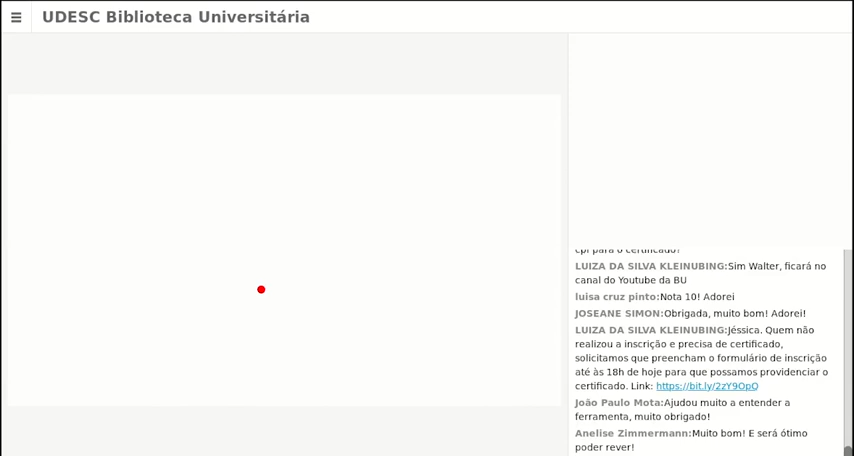 UDESC Biblioteca Universitária
cpf para o certificado?
LUIZA DA SILVA KLEINUBING:Sim Walter, ficará no
canal do Youtube da BU
luisa cruz pinto:Nota 10! Adorei
JOSEANE SIMON:Obrigada, muito bom! Adorei!
LUIZA DA SILVA KLEINUBING:Jéssica. Quem não
realizou a inscrição e precisa de certificado,
solicitamos que preencham o formulário de inscrição
até às 18h de hoje para que possamos providenciar o
certificado. Link: https://bit.ly/2zY9OpQ
João Paulo Mota:Ajudou muito a entender a
ferramenta, muito obrigado!
Anelise Zimmermann:Muito bom! E será ótimo
poder rever!